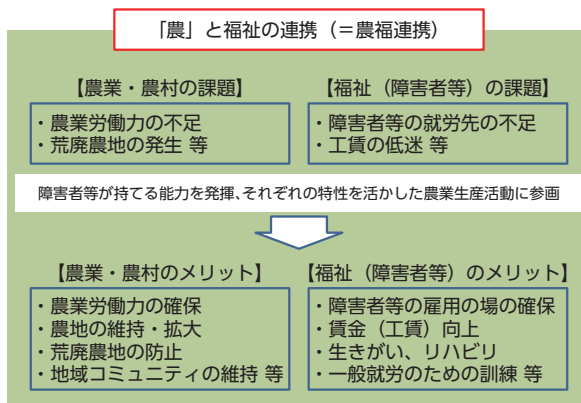 「農」と福祉の連携（＝農福連携）
【農業・農村の課題】
・農業労働力の不足
・荒廃農地の発生 等
【福祉（障害者等）の課題】
・障害者等の就労先の不足
・工賃の低迷 等
障害者等が持てる能力を発揮、それぞれの特性を活かした農業生産活動に参画
【農業・農村のメリット】
・農業労働力の確保
・農地の維持・拡大
・荒廃農地の防止
・地域コミュニティの維持 等
【福祉（障害者等）のメリット】
・障害者等の雇用の場の確保
・賃金（工賃）向上
・生きがい、リハビリ
・一般就労のための訓練 等